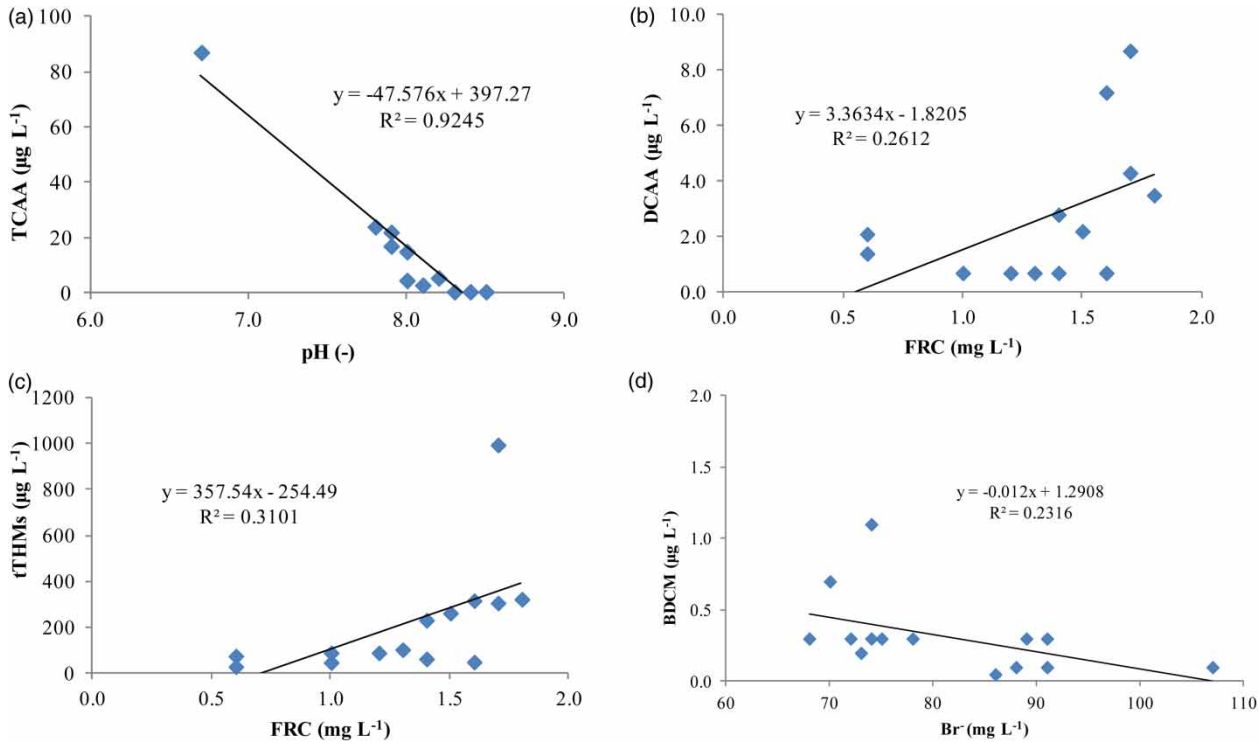 (a)
100
80
60
40
20
0
TCAA (µg L⁻¹)
y = -47.576x + 397.27
R² = 0.9245
6.0 7.0 8.0 9.0
pH (-)
(b)
10.0
8.0
6.0
4.0
2.0
0.0
DCAA (µg L⁻¹)
y = 3.3634x - 1.8205
R² = 0.2612
0.0 0.5 1.0 1.5 2.0
FRC (mg L⁻¹)
(c)
1200
1000
800
600
400
200
0
tTHMs (µg L⁻¹)
y = 357.54x - 254.49
R² = 0.3101
0.0 0.5 1.0 1.5 2.0
FRC (mg L⁻¹)
(d)
2.0
1.5
1.0
0.5
0.0
BDCM (µg L⁻¹)
y = -0.012x + 1.2908
R² = 0.2316
60 70 80 90 100 110
Br⁻ (mg L⁻¹)